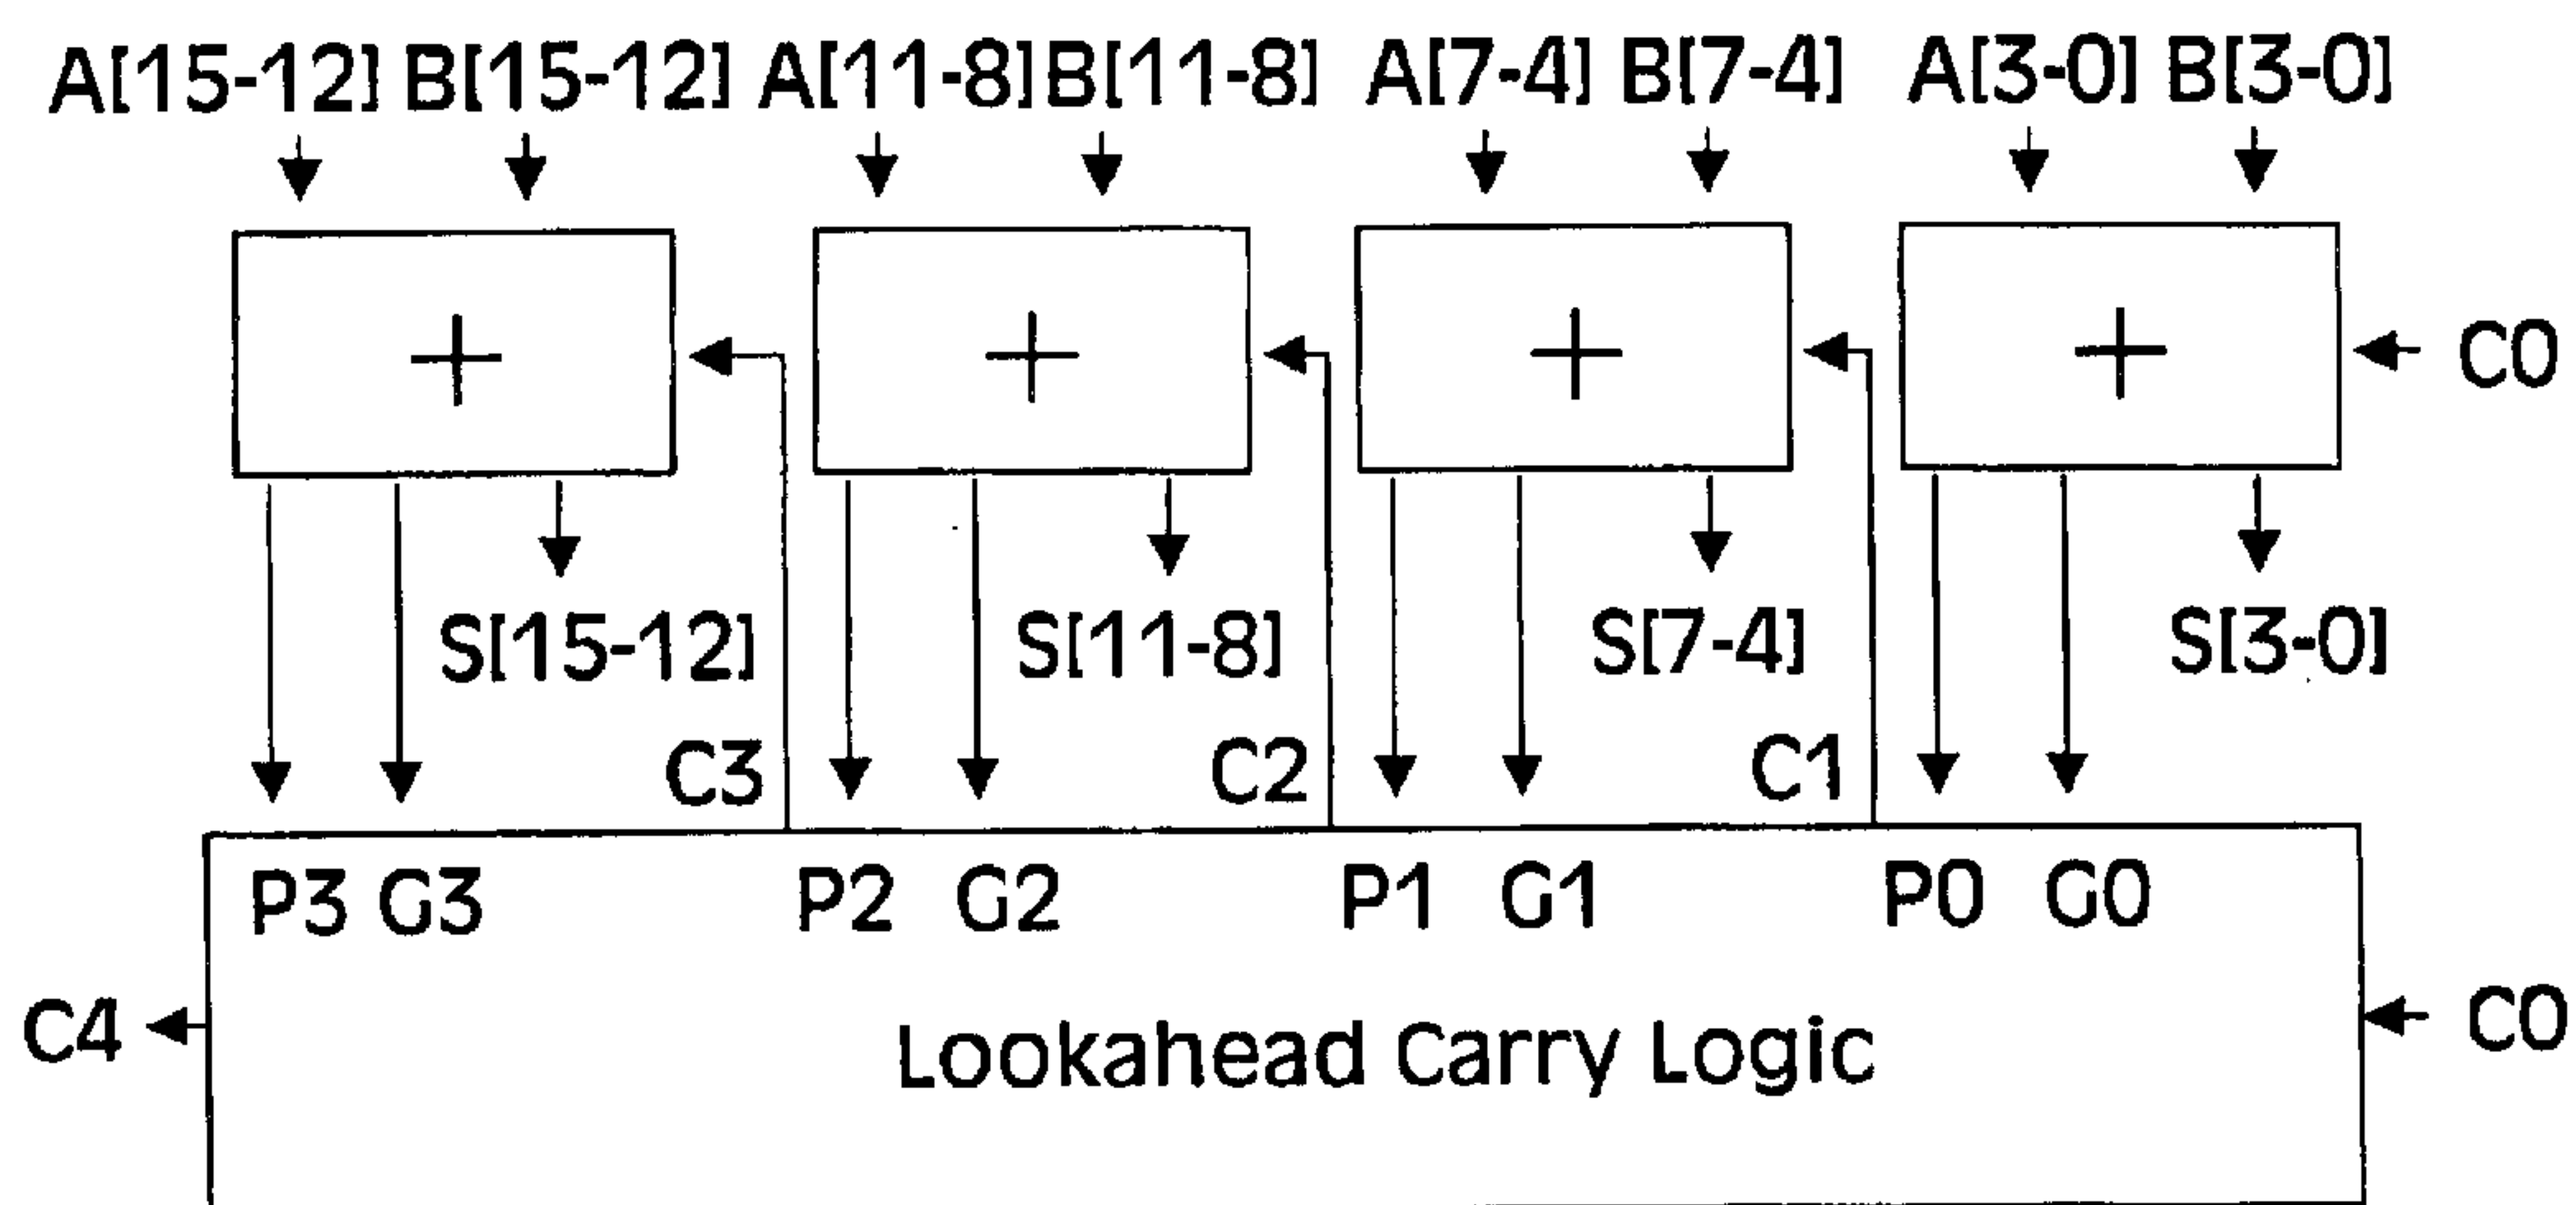 A[15-12] B[15-12] A[11-8] B[11-8] A[7-4] B[7-4] A[3-0] B[3-0]
+ + + + C0
S[15-12] S[11-8] S[7-4] S[3-0]
C3 C2 C1
P3 G3 P2 G2 P1 G1 P0 G0
C4 Lookahead Carry Logic C0